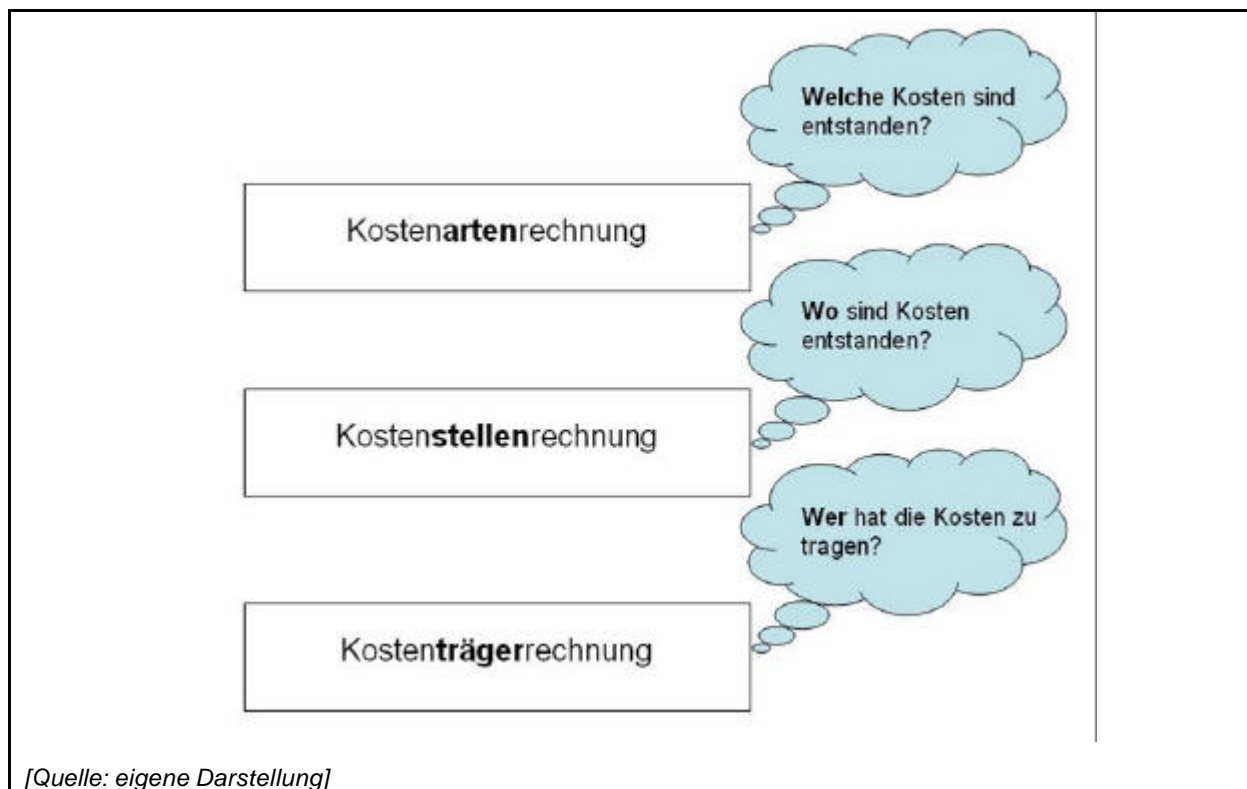 Welche Kosten sind
entstanden?
Kostenartenrechnung
Wo sind Kosten
entstanden?
Kostenstellenrechnung
Wer hat die Kosten zu
tragen?
Kostenträgerrechnung
[Quelle: eigene Darstellung]